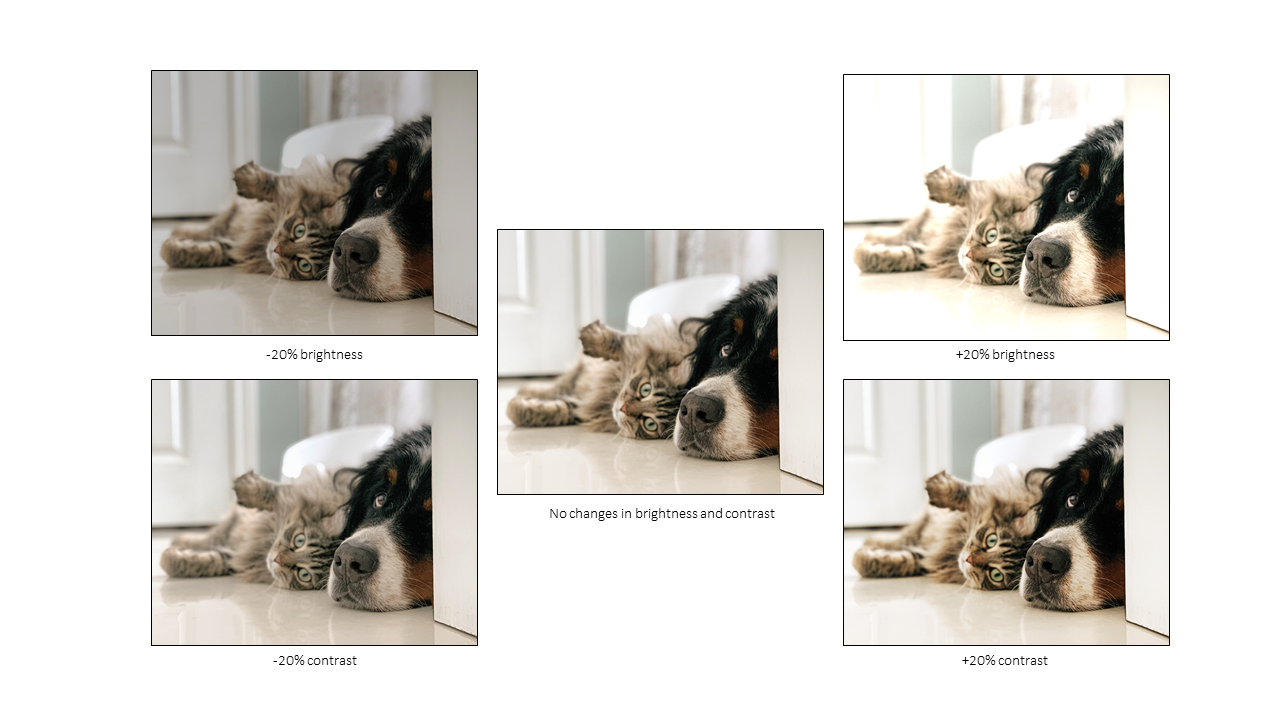 -20% brightness
+20% brightness
No changes in brightness and contrast
-20% contrast
+20% contrast